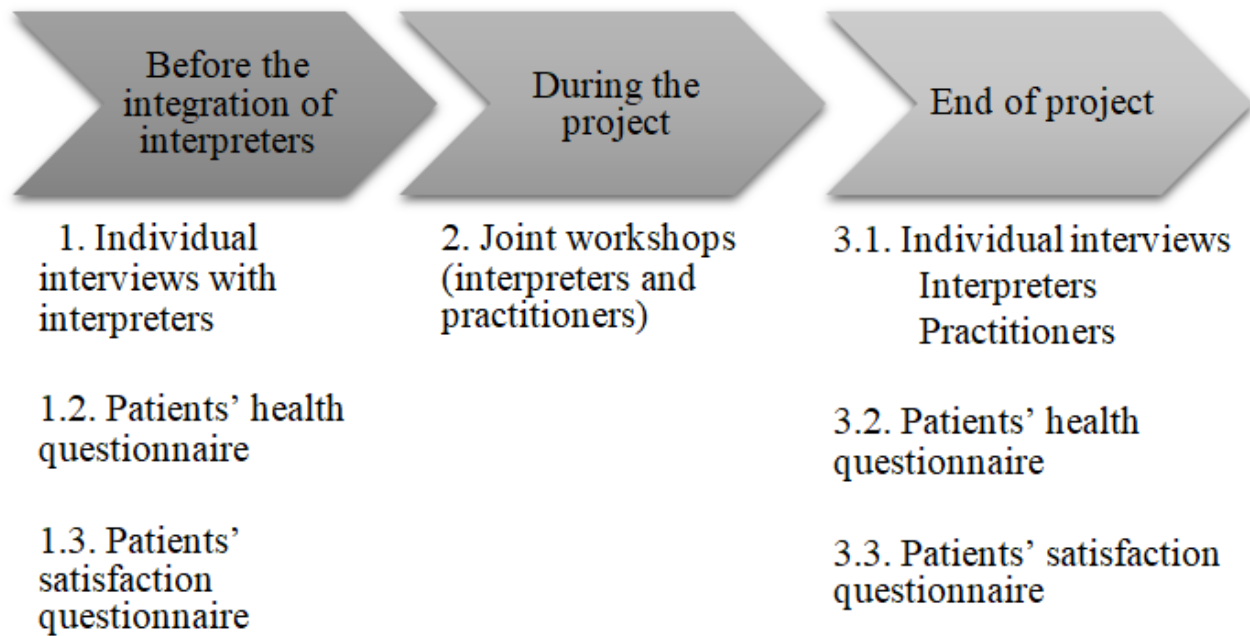 Before the
integration of
interpreters
During the
project
End of project
1. Individual
interviews with
interpreters
1.2. Patients’ health
questionnaire
1.3. Patients’
satisfaction
questionnaire
2. Joint workshops
(interpreters and
practitioners)
3.1. Individual interviews
Interpreters
Practitioners
3.2. Patients’ health
questionnaire
3.3. Patients’ satisfaction
questionnaire